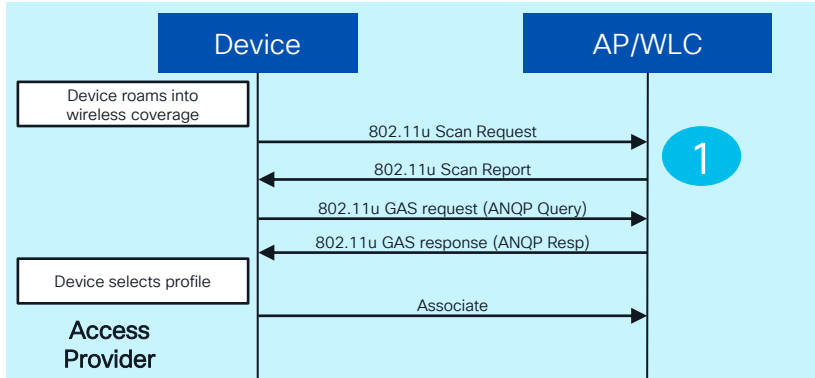 Device
AP/WLC
Device roams into
wireless coverage
802.11u Scan Request
1
802.11u Scan Report
802.11u GAS request (ANQP Query)
802.11u GAS response (ANQP Resp)
Device selects profile
Associate
Access
Provider